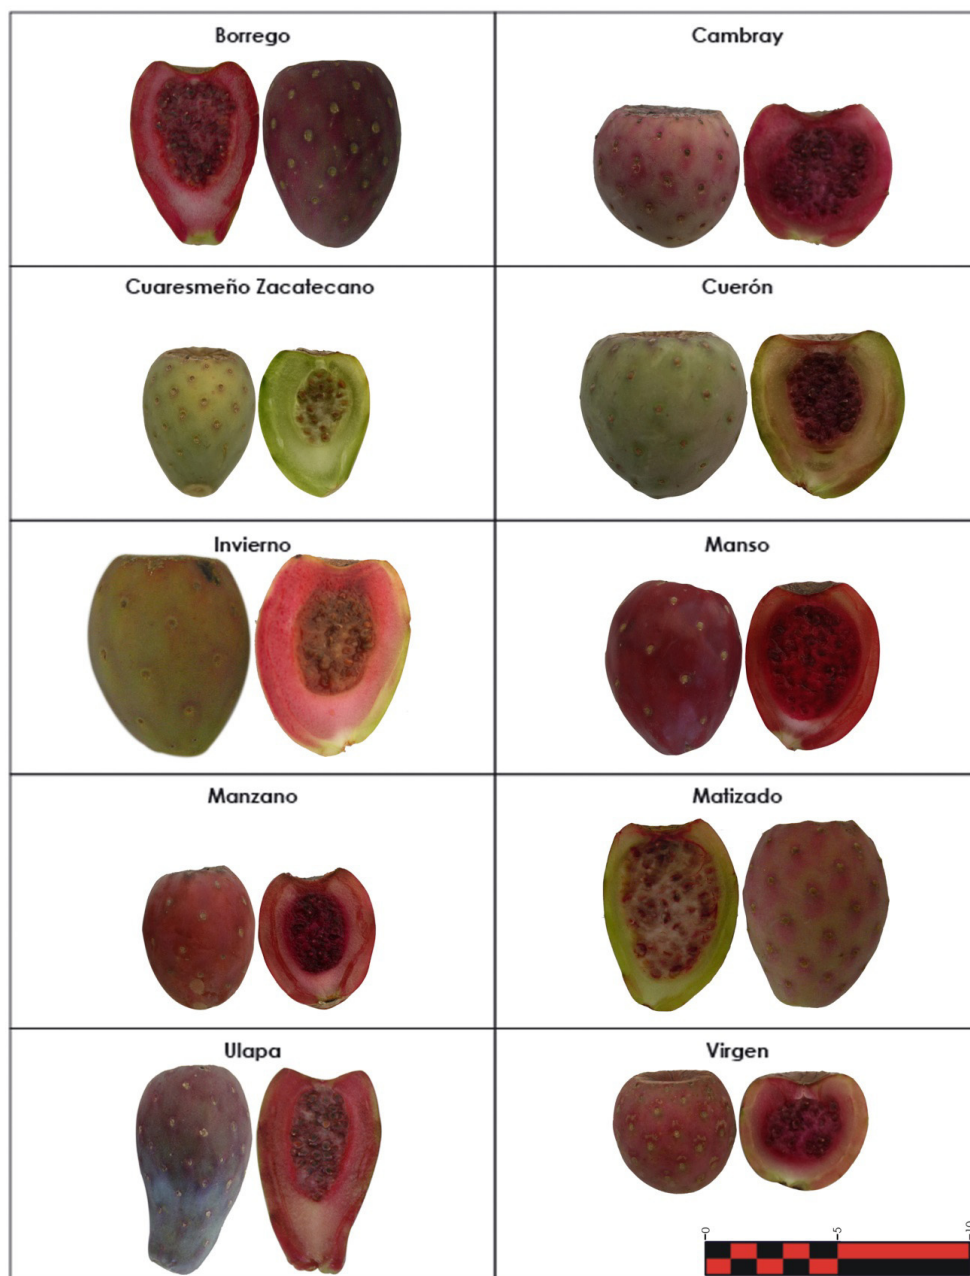 Borrego
Cambray
Cuaresmeño Zacatecano
Cuerón
Invierno
Manso
Manzano
Matizado
Ulapa
Virgen
0
5
10